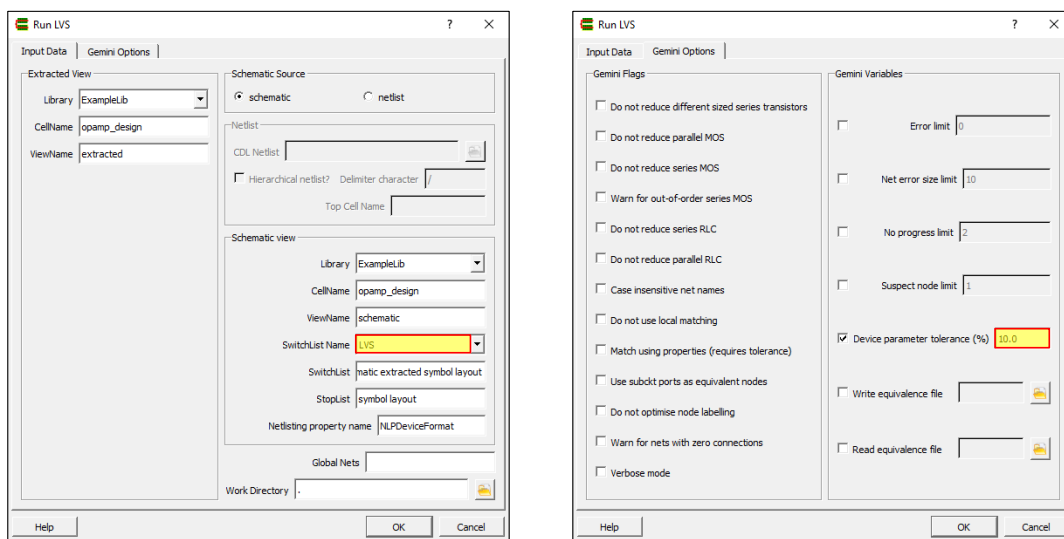 Run LVS
Input Data
Gemini Options
Extracted View
Library
ExampleLib
CellName
opamp_design
ViewName
extracted
Schematic Source
schematic
netlist
Netlist
CDL Netlist
Hierarchical netlist?
Delimiter character
/
Top Cell Name
Schematic view
Library
ExampleLib
CellName
opamp_design
ViewName
schematic
SwitchList Name
LVS
SwitchList
matic extracted symbol layout
StopList
symbol layout
Netlisting property name
NLPDeviceFormat
Global Nets
Work Directory
.
Help
OK
Cancel
Run LVS
Input Data
Gemini Options
Gemini Flags
Do not reduce different sized series transistors
Do not reduce parallel MOS
Do not reduce series MOS
Warn for out-of-order series MOS
Do not reduce series RLC
Do not reduce parallel RLC
Case insensitive net names
Do not use local matching
Match using properties (requires tolerance)
Use subckt ports as equivalent nodes
Do not optimise node labelling
Warn for nets with zero connections
Verbose mode
Gemini Variables
Error limit
0
Net error size limit
10
No progress limit
2
Suspect node limit
1
Device parameter tolerance (%)
10.0
Write equivalence file
Read equivalence file
Help
OK
Cancel